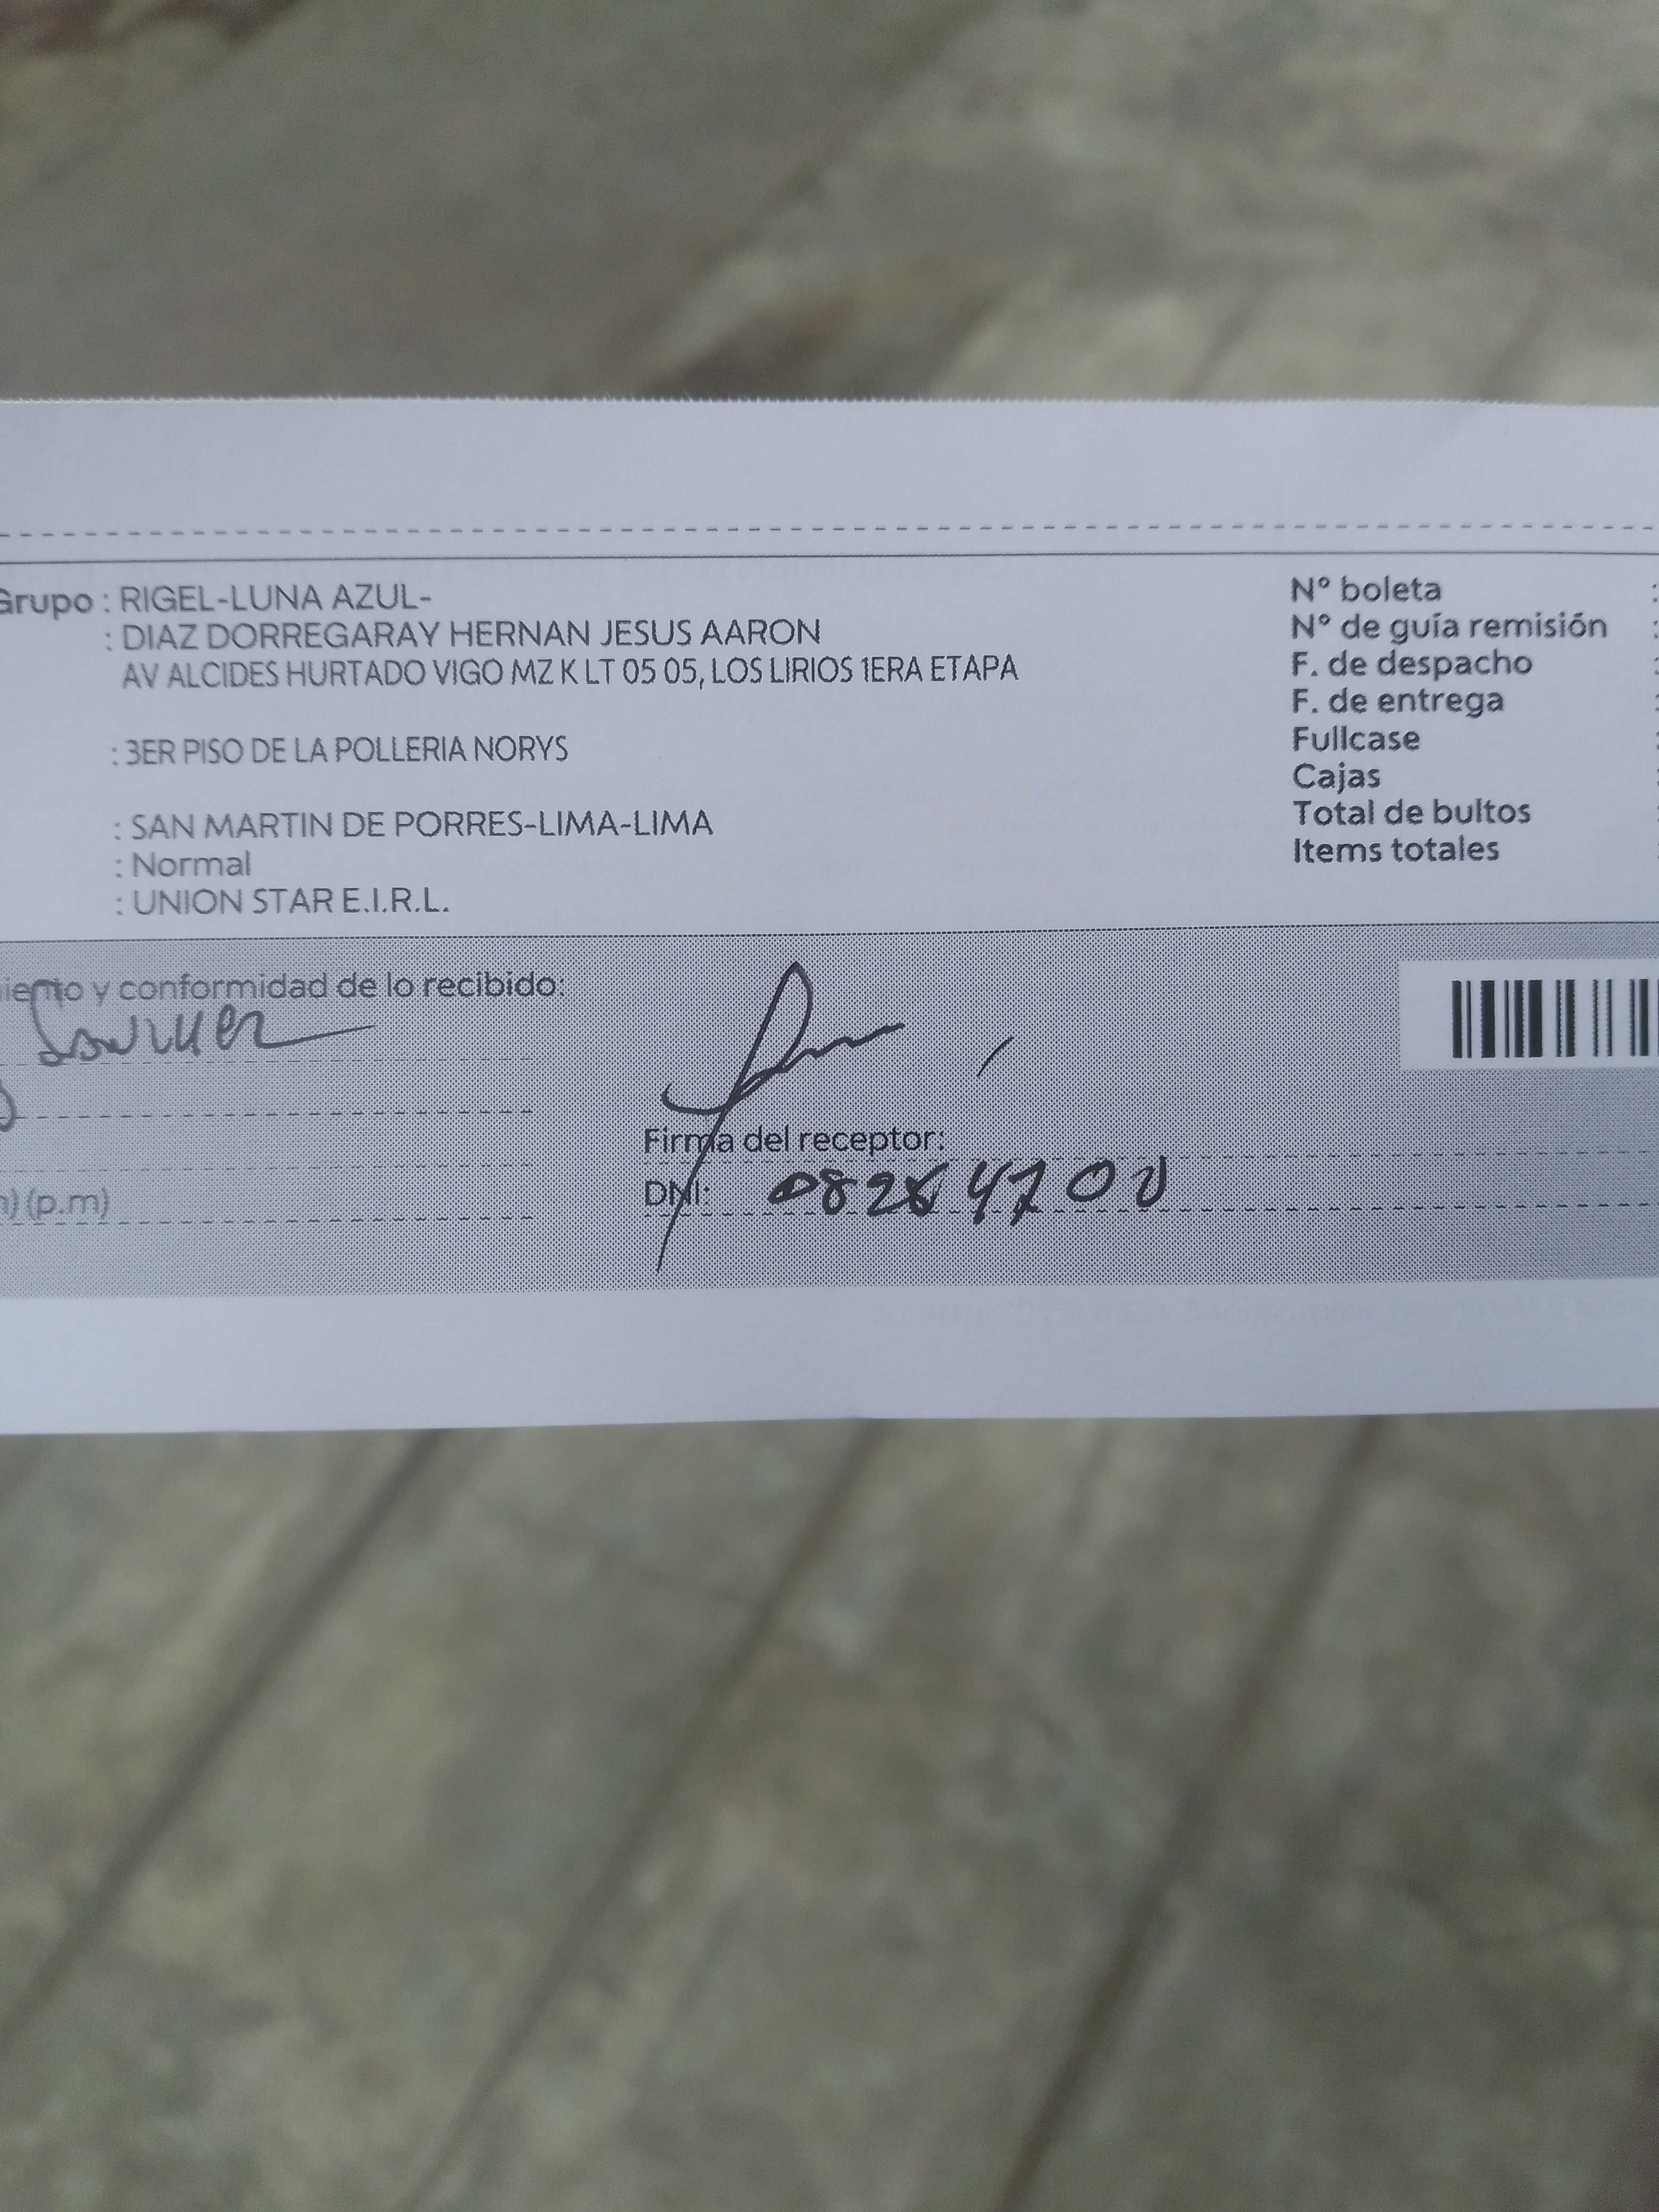 Grupo : RIGEL-LUNA AZUL-
: DIAZ DORREGARAY HERNAN JESUS AARON
AV ALCIDES HURTADO VIGO MZ K LT 05 05, LOS LIRIOS 1ERA ETAPA
: 3ER PISO DE LA POLLERIA NORYS
: SAN MARTIN DE PORRES-LIMA-LIMA
: Normal
: UNION STAR E.I.R.L.
N° boleta :
N° de guía remisión :
F. de despacho :
F. de entrega :
Fullcase :
Cajas :
Total de bultos :
Items totales :
iento y conformidad de lo recibido:
) (p.m)
Firma del receptor:
DNI: